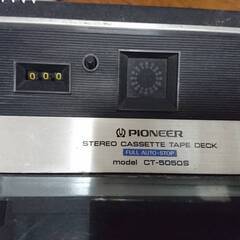 000
PIONEER
STEREO CASSETTE TAPE DECK
FULL AUTO-STOP
model CT-5050S